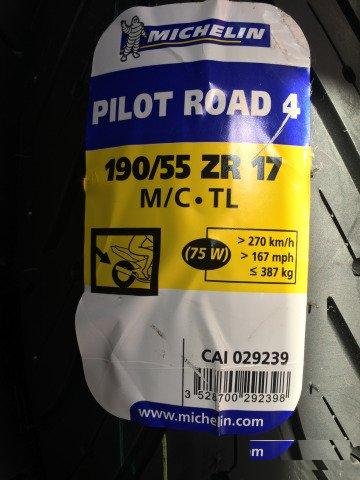 MICHELIN
PILOT ROAD 4
190/55 ZR 17
M/C • TL
(75 W)
> 270 km/h
> 167 mph
≤ 387 kg
CAI 029239
3 528700 292398
www.michelin.com
om